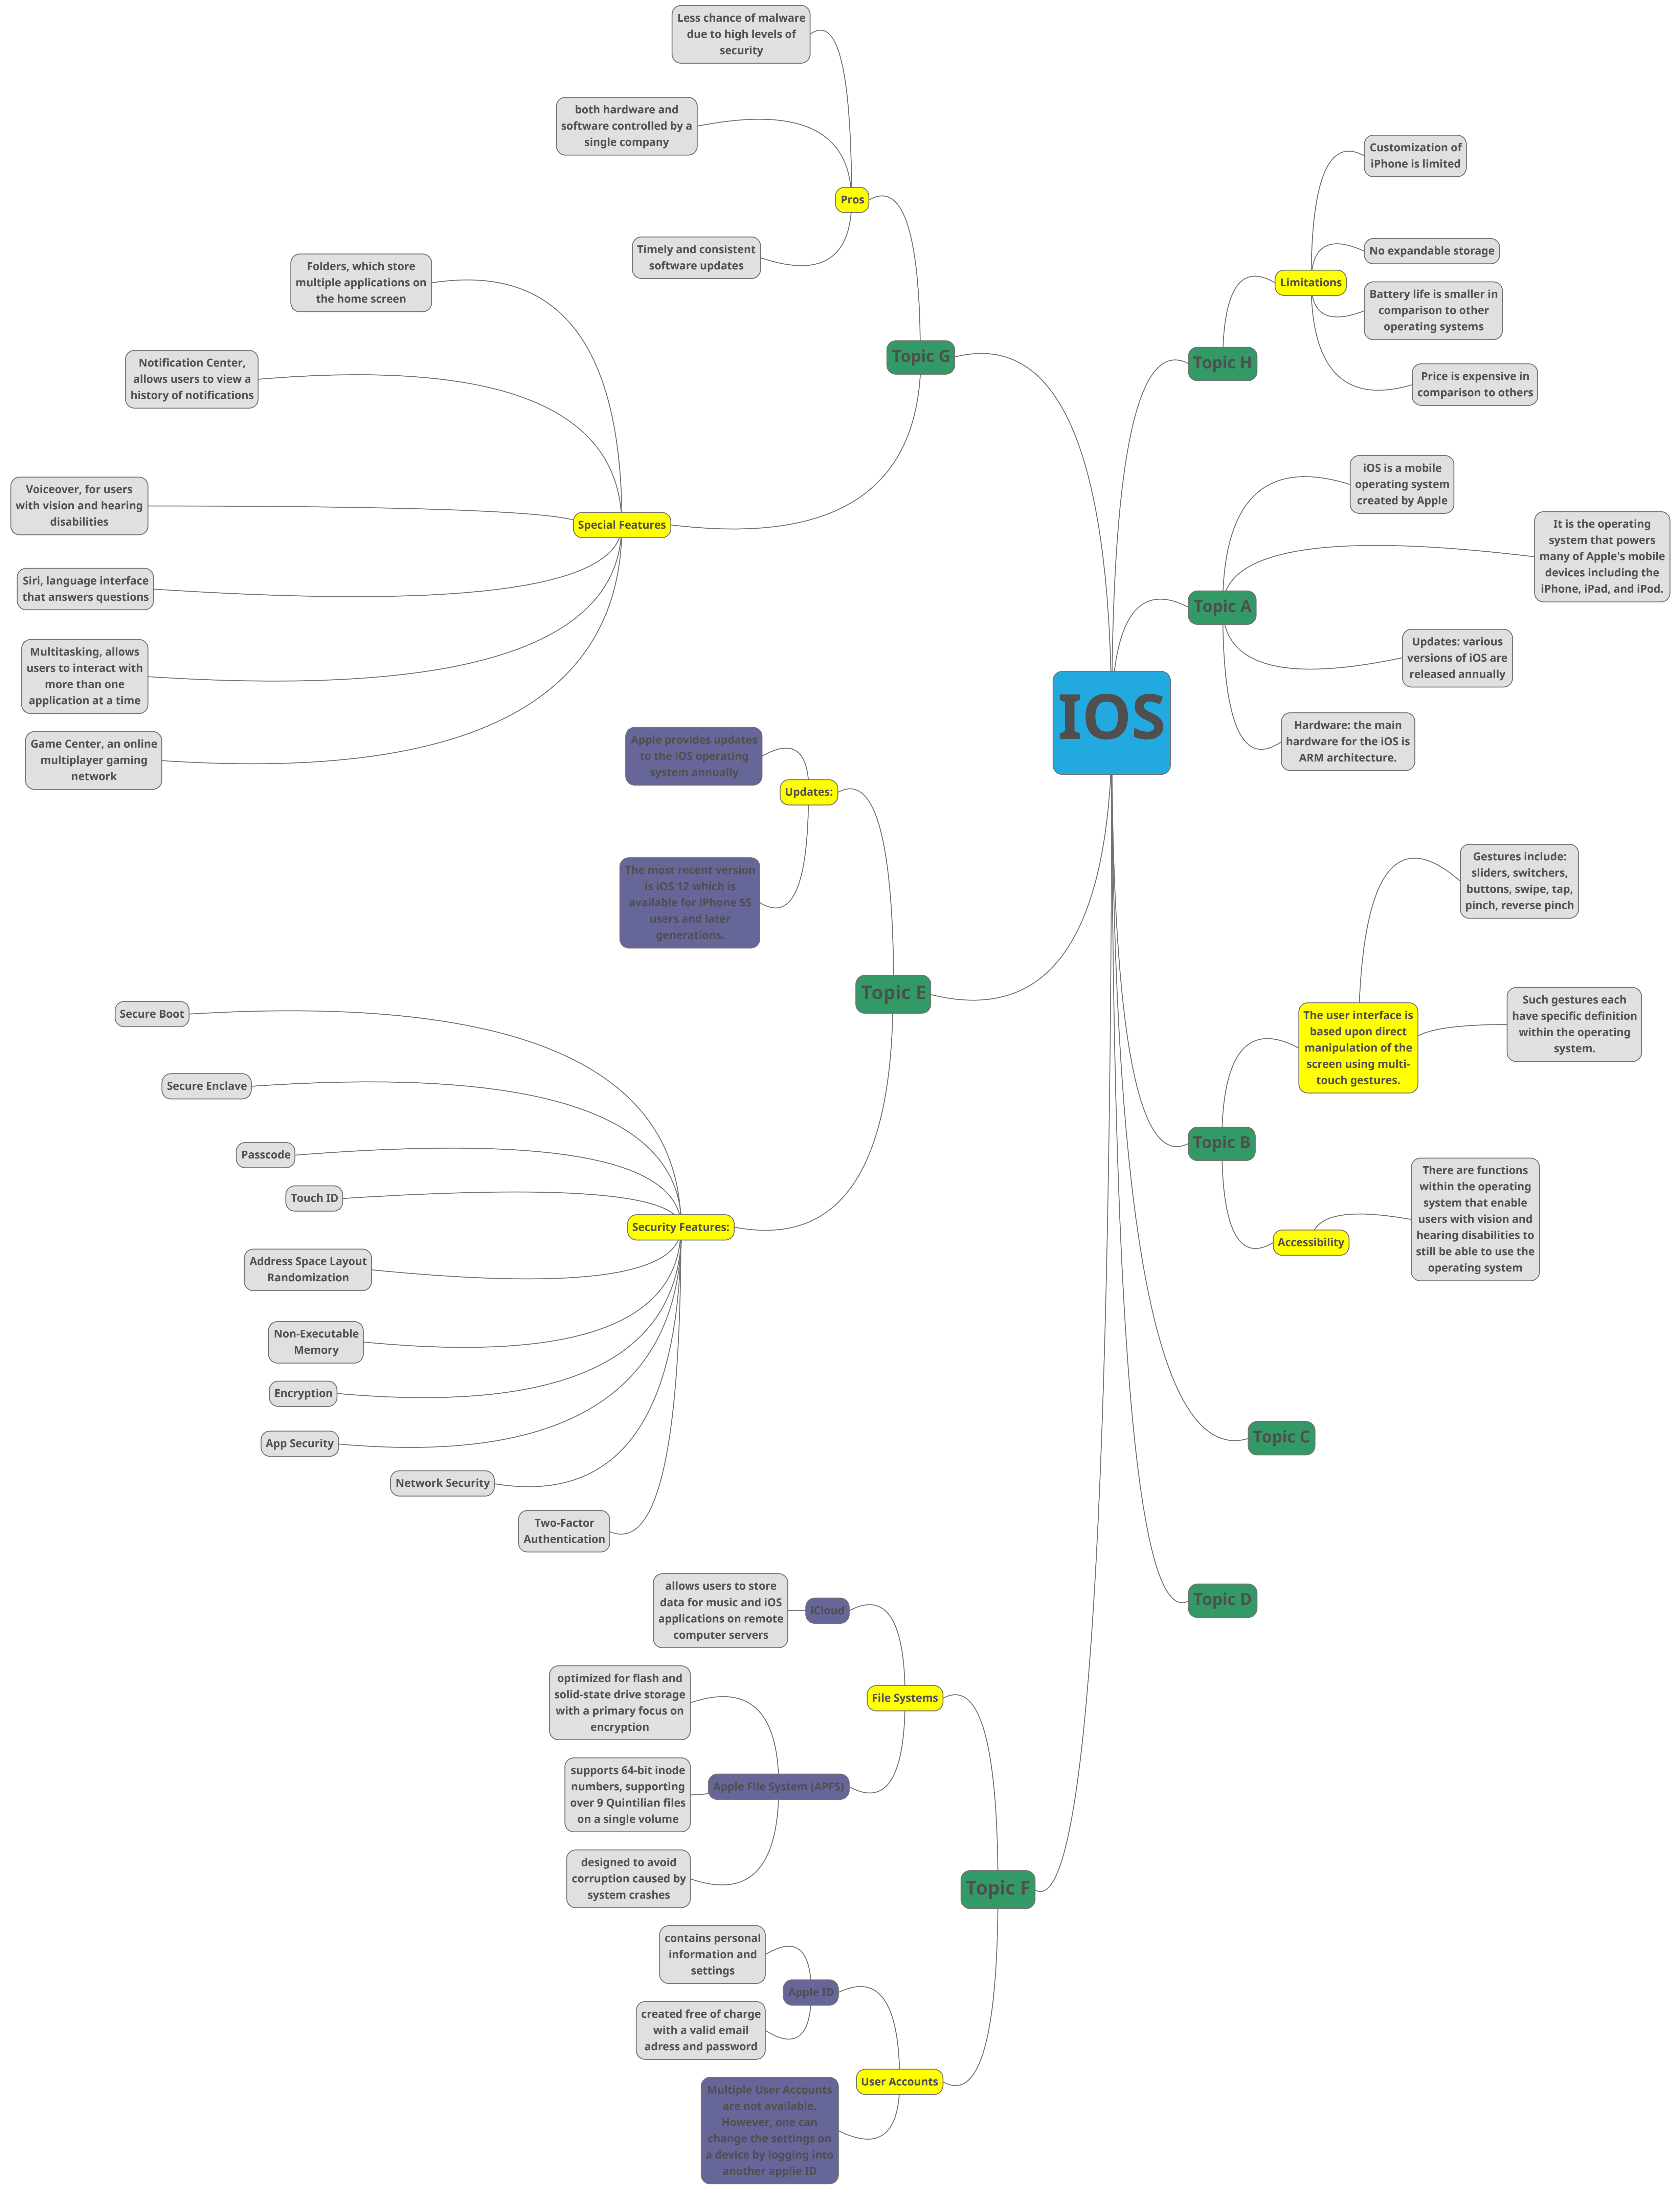 Less chance of malware
due to high levels of
security
both hardware and
software controlled by a
single company
Pros
Timely and consistent
software updates
Folders, which store
multiple applications on
the home screen
Notification Center,
allows users to view a
history of notifications
Topic G
Voiceover, for users
with vision and hearing
disabilities
Special Features
Siri, language interface
that answers questions
Multitasking, allows
users to interact with
more than one
application at a time
Game Center, an online
multiplayer gaming
network
Customization of
iPhone is limited
No expandable storage
Limitations
Battery life is smaller in
comparison to other
operating systems
Topic H
Price is expensive in
comparison to others
iOS is a mobile
operating system
created by Apple
It is the operating
system that powers
many of Apple's mobile
devices including the
iPhone, iPad, and iPod.
Topic A
Updates: various
versions of iOS are
released annually
Hardware: the main
hardware for the iOS is
ARM architecture.
IOS
Apple provides updates
to the iOS operating
system annually
Updates:
The most recent version
is iOS 12 which is
available for iPhone 5S
users and later
generations.
Topic E
Secure Boot
Secure Enclave
Passcode
Touch ID
Security Features:
Address Space Layout
Randomization
Non-Executable
Memory
Encryption
App Security
Network Security
Two-Factor
Authentication
Gestures include:
sliders, switchers,
buttons, swipe, tap,
pinch, reverse pinch
Such gestures each
have specific definition
within the operating
system.
The user interface is
based upon direct
manipulation of the
screen using multi-
touch gestures.
Topic B
There are functions
within the operating
system that enable
users with vision and
hearing disabilities to
still be able to use the
operating system
Accessibility
Topic C
Topic D
allows users to store
data for music and iOS
applications on remote
computer servers
iCloud
optimized for flash and
solid-state drive storage
with a primary focus on
encryption
File Systems
supports 64-bit inode
numbers, supporting
over 9 Quintilian files
on a single volume
Apple File System (APFS)
designed to avoid
corruption caused by
system crashes
Topic F
contains personal
information and
settings
Apple ID
created free of charge
with a valid email
adress and password
User Accounts
Multiple User Accounts
are not available.
However, one can
change the settings on
a device by logging into
another applie ID